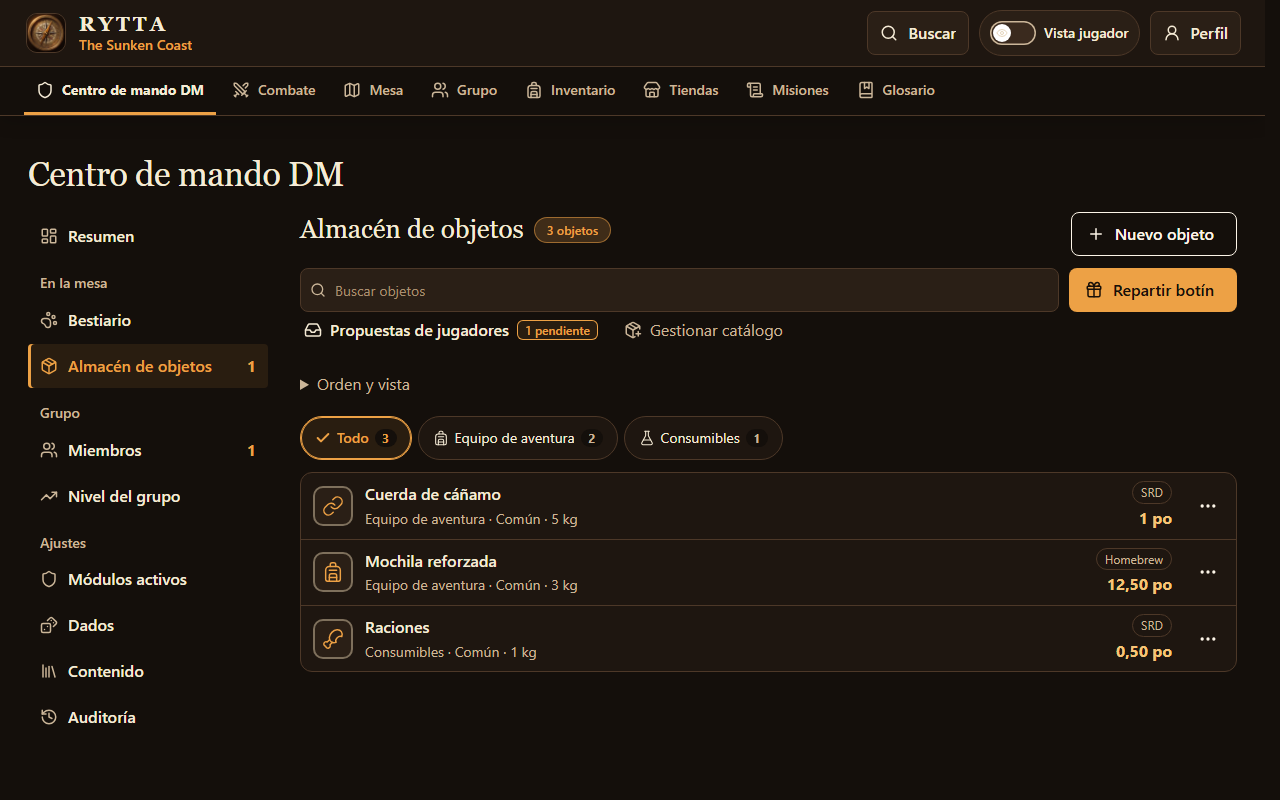 RYTTA
The Sunken Coast
Buscar
Vista jugador
Perfil
Centro de mando DM
Combate
Mesa
Grupo
Inventario
Tiendas
Misiones
Glosario
Centro de mando DM
Resumen
En la mesa
Bestiario
Almacén de objetos 1
Grupo
Miembros 1
Nivel del grupo
Ajustes
Módulos activos
Dados
Contenido
Auditoría
Almacén de objetos 3 objetos
Nuevo objeto
Buscar objetos
Repartir botín
Propuestas de jugadores 1 pendiente
Gestionar catálogo
Orden y vista
Todo 3
Equipo de aventura 2
Consumibles 1
Cuerda de cáñamo
Equipo de aventura · Común · 5 kg
SRD
1 po
Mochila reforzada
Equipo de aventura · Común · 3 kg
Homebrew
12,50 po
Raciones
Consumibles · Común · 1 kg
SRD
0,50 po